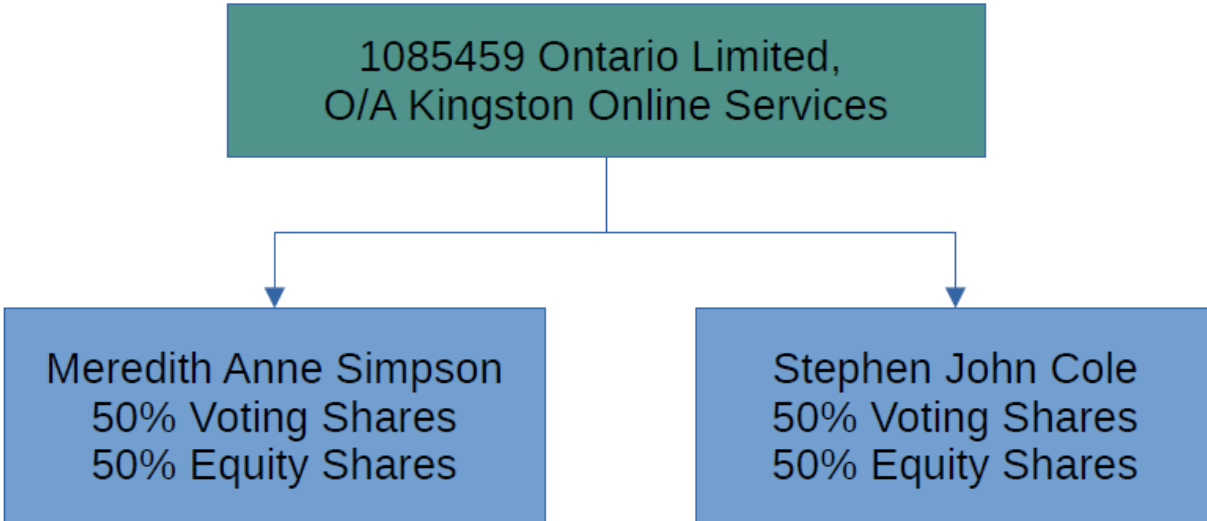 1085459 Ontario Limited,
O/A Kingston Online Services
Meredith Anne Simpson
50% Voting Shares
50% Equity Shares
Stephen John Cole
50% Voting Shares
50% Equity Shares